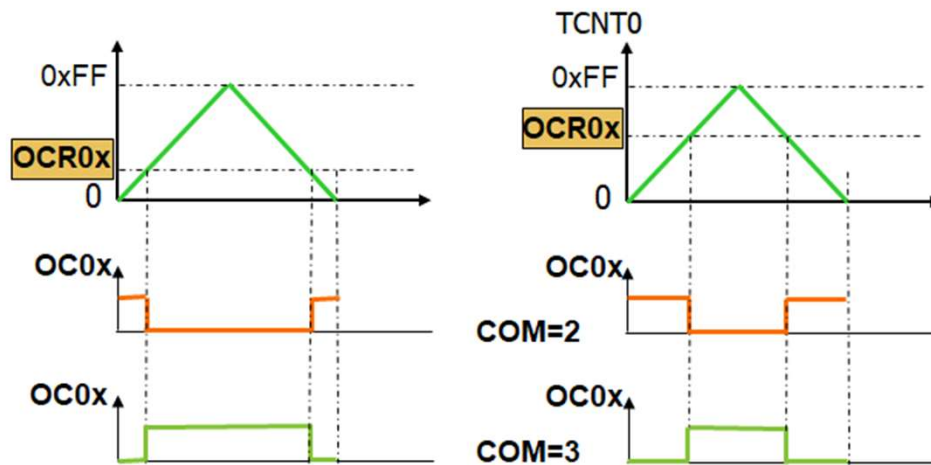 0xFF
OCR0x
0
OC0x
OC0x
TCNT0
0xFF
OCR0x
0
OC0x
COM=2
OC0x
COM=3